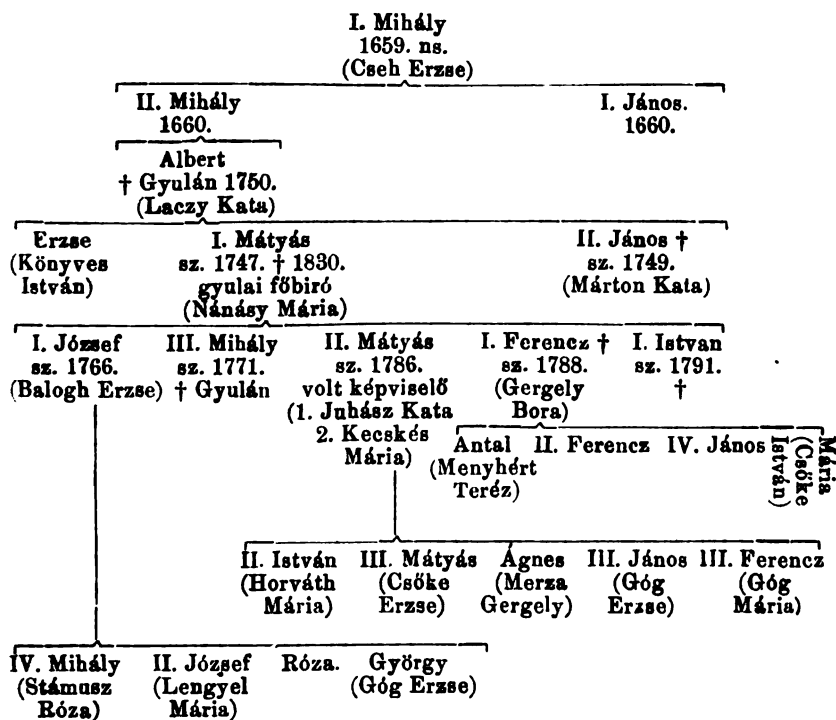 I. Mihály
1659. ns.
(Cseh Erzse)
II. Mihály
1660.
I. János.
1660.
Albert
† Gyulán 1750.
(Laczy Kata)
Erzse
(Könyves
István)
I. Mátyás
sz. 1747. † 1830.
gyulai főbiró
(Nánásy Mária)
II. János †
sz. 1749.
(Márton Kata)
I. József
sz. 1766.
(Balogh Erzse)
III. Mihály
sz. 1771.
† Gyulán
II. Mátyás
sz. 1786.
volt képviselő
(1. Juhász Kata
2. Kecskés
Mária)
I. Ferencz †
sz. 1788.
(Gergely
Bora)
I. Istvan
sz. 1791.
†
Antal
(Menyhért
Teréz)
II. Ferencz
IV. János
Mária
(Csőke
István)
II. István
(Horváth
Mária)
III. Mátyás
(Csőke
Erzse)
Ágnes
(Merza
Gergely)
III. János
(Góg
Erzse)
III. Ferencz
(Góg
Mária)
IV. Mihály
(Stámusz
Róza)
II. József
(Lengyel
Mária)
Róza.
György
(Góg Erzse)